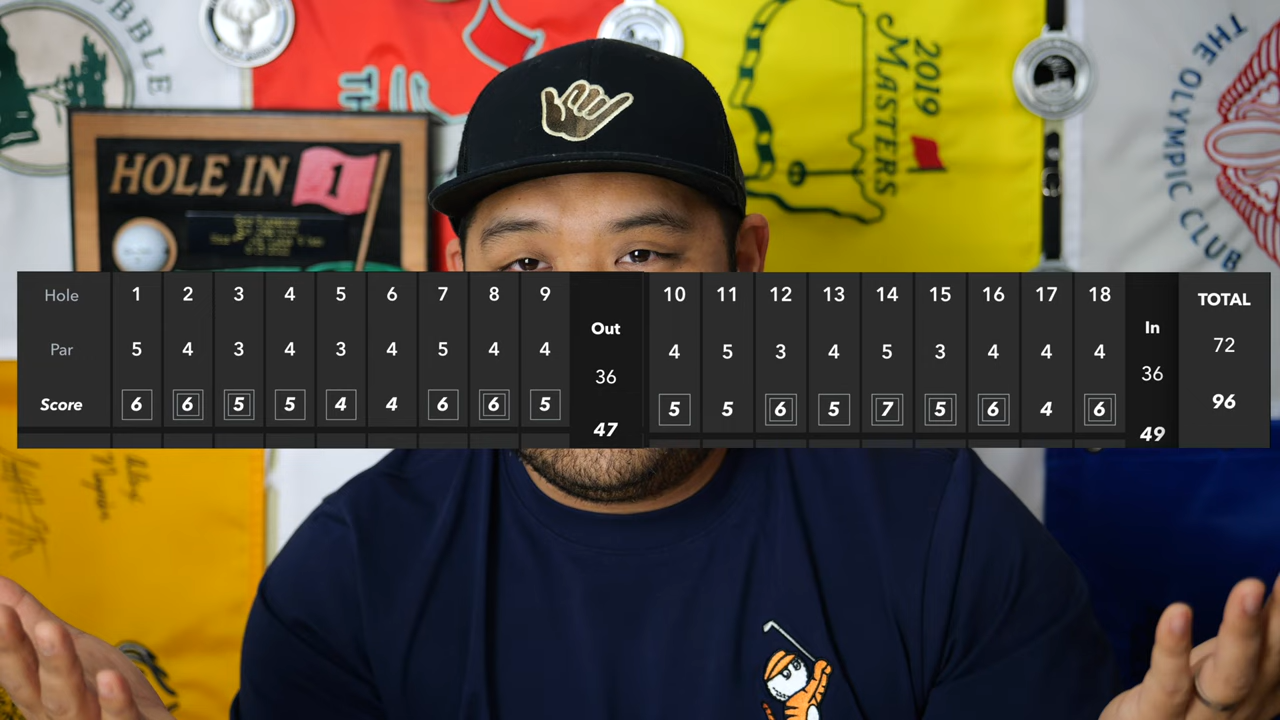 BBLE
TH
2019
MASTERS
THE OLYMPIC CLUB
HOLE IN 1
Hole 1 2 3 4 5 6 7 8 9 Out 10 11 12 13 14 15 16 17 18 In TOTAL
Par 5 4 3 4 3 4 5 4 4 36 4 5 3 4 5 3 4 4 4 36 72
Score 6 6 5 5 4 4 6 6 5 47 5 5 6 5 7 5 6 4 6 49 96